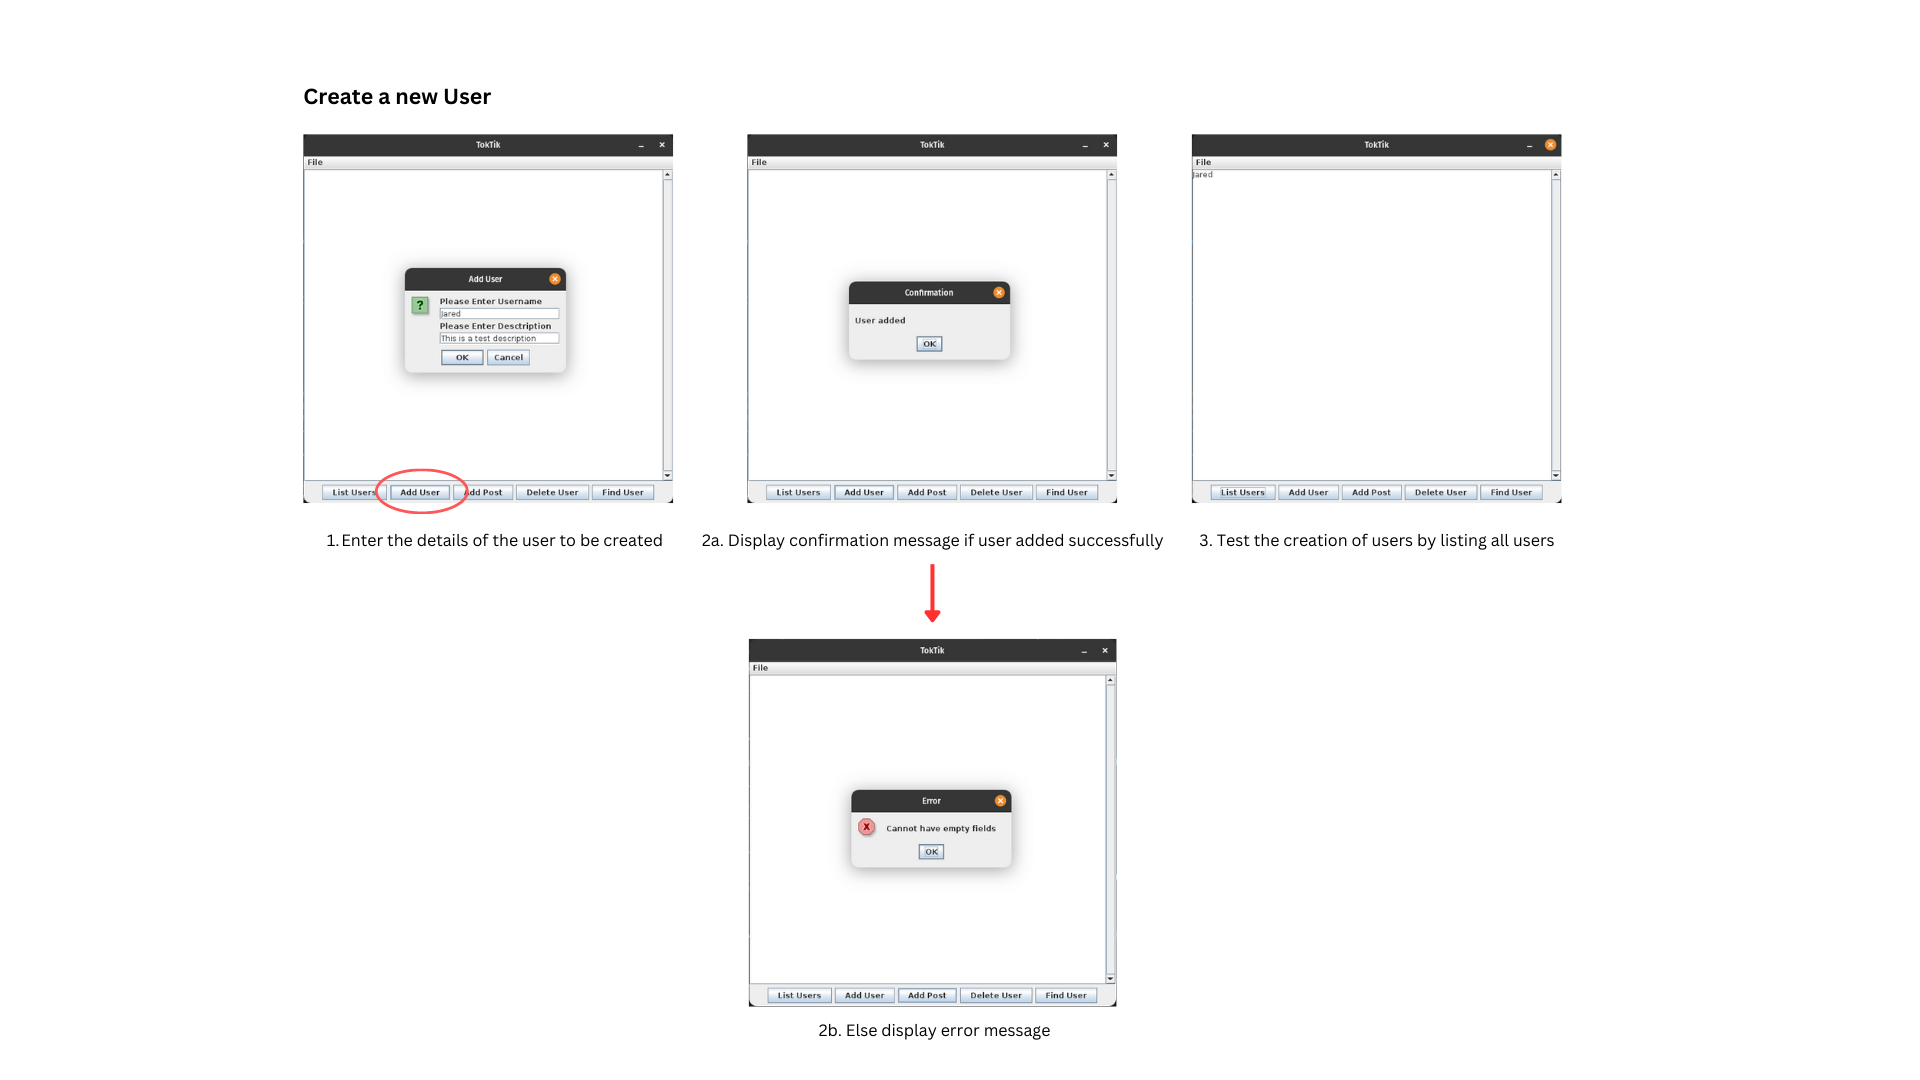 Create a new User
TokTik
File
Add User
Please Enter Username
Jared
Please Enter Desctription
This is a test description
OK Cancel
List Users Add User Add Post Delete User Find User
1. Enter the details of the user to be created
TokTik
File
Confirmation
User added
OK
List Users Add User Add Post Delete User Find User
2a. Display confirmation message if user added successfully
TokTik
File
Jared
List Users Add User Add Post Delete User Find User
3. Test the creation of users by listing all users
TokTik
File
Error
Cannot have empty fields
OK
List Users Add User Add Post Delete User Find User
2b. Else display error message